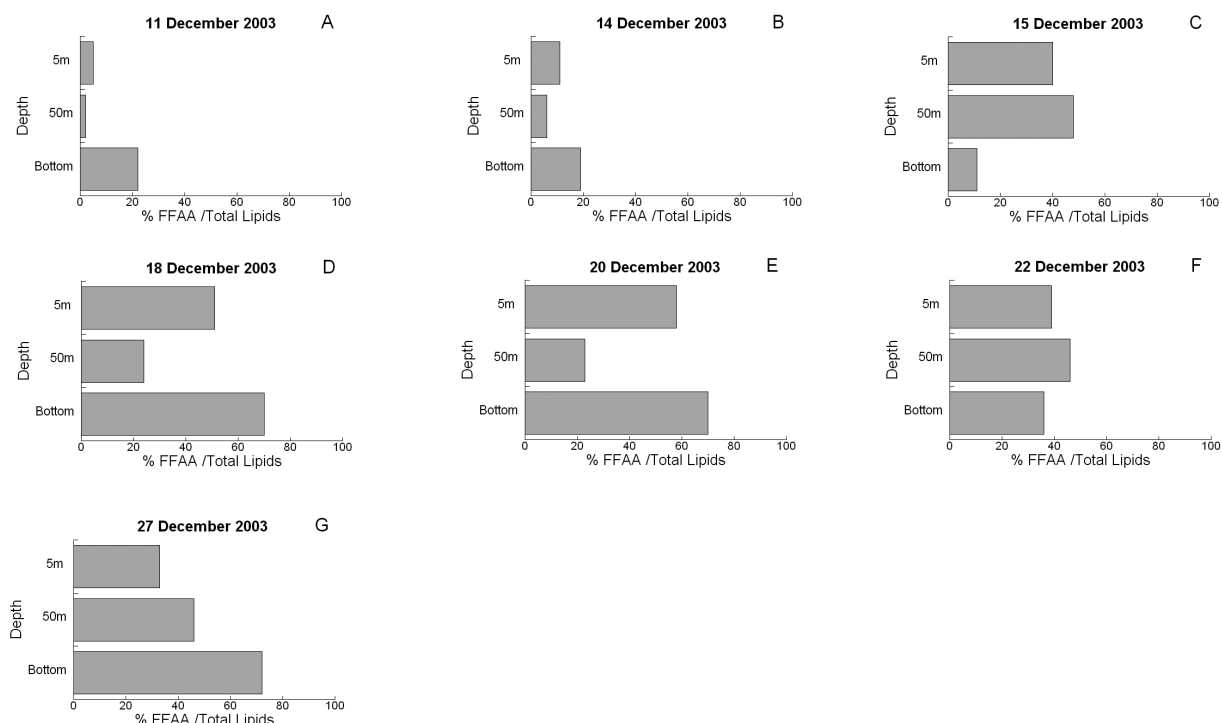 11 December 2003 A
5m
50m
Bottom
Depth
0 20 40 60 80 100
% FFAA /Total Lipids
14 December 2003 B
5m
50m
Bottom
Depth
0 20 40 60 80 100
% FFAA /Total Lipids
15 December 2003 C
5m
50m
Bottom
Depth
0 20 40 60 80 100
% FFAA /Total Lipids
18 December 2003 D
5m
50m
Bottom
Depth
0 20 40 60 80 100
% FFAA /Total Lipids
20 December 2003 E
5m
50m
Bottom
Depth
0 20 40 60 80 100
% FFAA /Total Lipids
22 December 2003 F
5m
50m
Bottom
Depth
0 20 40 60 80 100
% FFAA /Total Lipids
27 December 2003 G
5m
50m
Bottom
Depth
0 20 40 60 80 100
% FFAA /Total Lipids